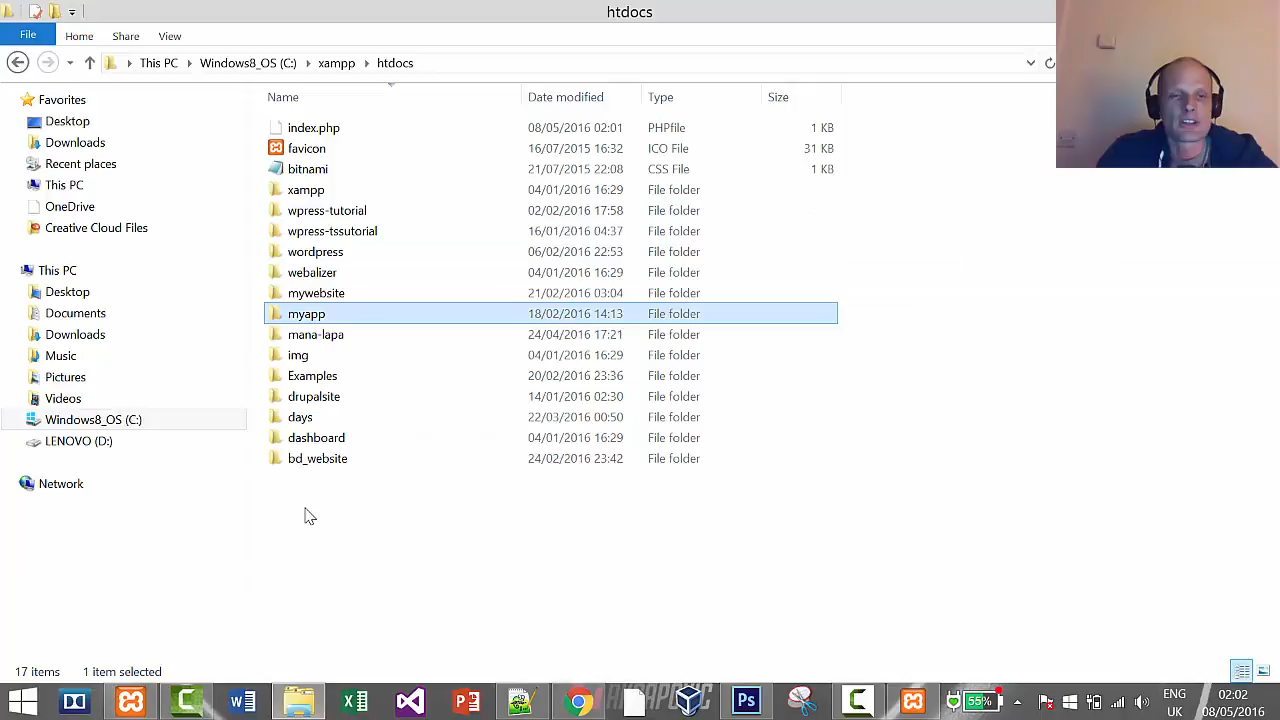 htdocs
File Home Share View
This PC Windows8_OS (C:) xampp htdocs
Name Date modified Type Size
Favorites
Desktop
Downloads
Recent places
This PC
OneDrive
Creative Cloud Files
This PC
Desktop
Documents
Downloads
Music
Pictures
Videos
Windows8_OS (C:)
LENOVO (D:)
Network
index.php 08/05/2016 02:01 PHPfile 1 KB
favicon 16/07/2015 16:32 ICO File 31 KB
bitnami 21/07/2015 22:08 CSS File 1 KB
xampp 04/01/2016 16:29 File folder
wpress-tutorial 02/02/2016 17:58 File folder
wpress-tssutorial 16/01/2016 04:37 File folder
wordpress 06/02/2016 22:53 File folder
webalizer 04/01/2016 16:29 File folder
mywebsite 21/02/2016 03:04 File folder
myapp 18/02/2016 14:13 File folder
mana-lapa 24/04/2016 17:21 File folder
img 04/01/2016 16:29 File folder
Examples 20/02/2016 23:36 File folder
drupalsite 14/01/2016 02:30 File folder
days 22/03/2016 00:50 File folder
dashboard 04/01/2016 16:29 File folder
bd_website 24/02/2016 23:42 File folder
17 items 1 item selected
55%
ENG
UK
02:02
08/05/2016